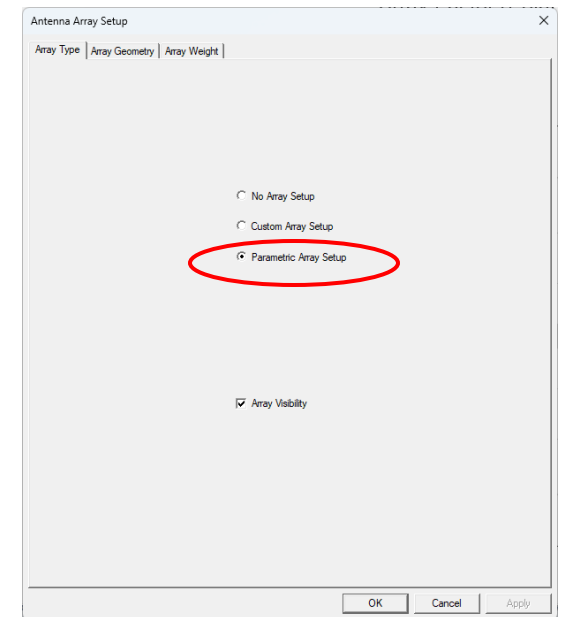 Antenna Array Setup
Array Type Array Geometry Array Weight
No Array Setup
Custom Array Setup
Parametric Array Setup
Array Visibility
OK Cancel Apply